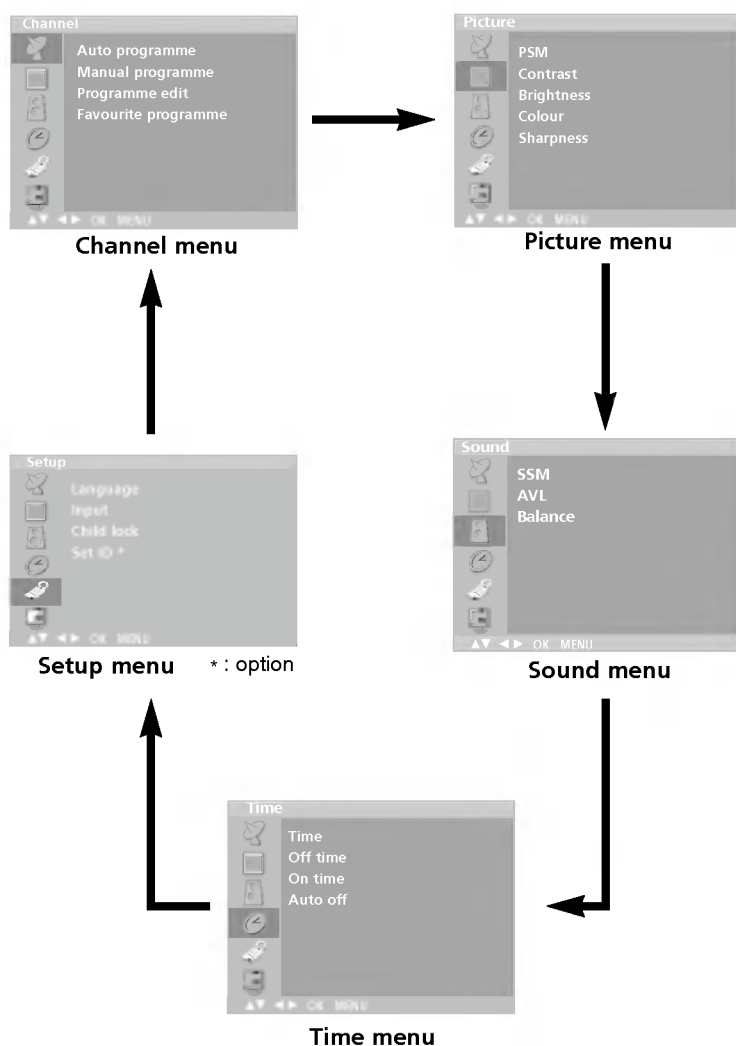 Channel
Auto programme
Manual programme
Programme edit
Favourite programme
▲▼ ◄► OK MENU
Channel menu
Picture
PSM
Contrast
Brightness
Colour
Sharpness
▲▼ ◄► OK MENU
Picture menu
Setup
Language
Input
Child lock
Set ID *
▲▼ ◄► OK MENU
Setup menu
* : option
Sound
SSM
AVL
Balance
▲▼ ◄► OK MENU
Sound menu
Time
Time
Off time
On time
Auto off
▲▼ ◄► OK MENU
Time menu